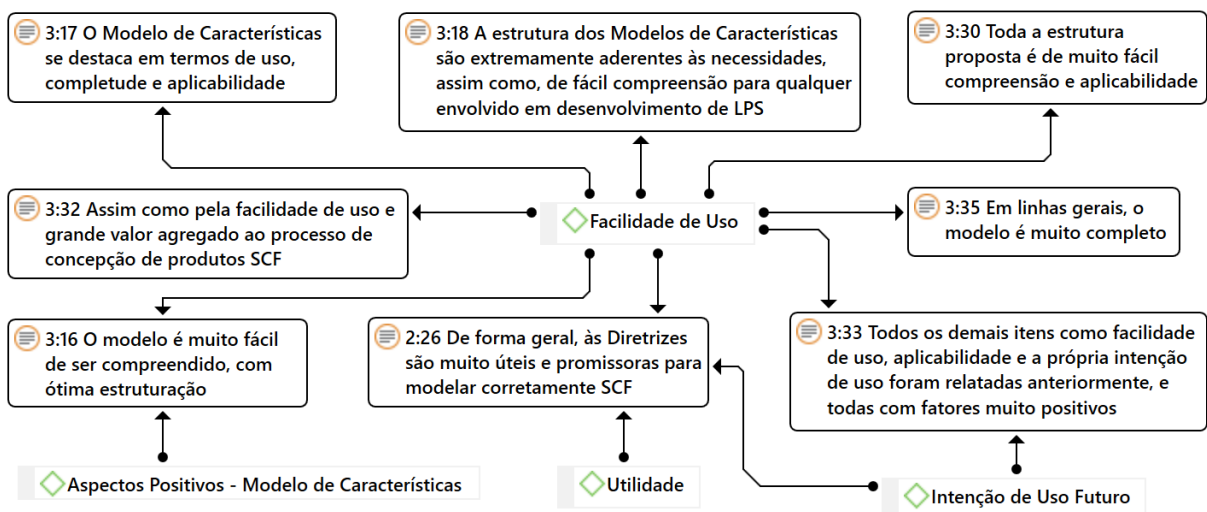 3:17 O Modelo de Características
se destaca em termos de uso,
completude e aplicabilidade
3:18 A estrutura dos Modelos de Características
são extremamente aderentes às necessidades,
assim como, de fácil compreensão para qualquer
envolvido em desenvolvimento de LPS
3:30 Toda a estrutura
proposta é de muito fácil
compreensão e aplicabilidade
3:32 Assim como pela facilidade de uso e
grande valor agregado ao processo de
concepção de produtos SCF
Facilidade de Uso
3:35 Em linhas gerais, o
modelo é muito completo
3:16 O modelo é muito fácil
de ser compreendido, com
ótima estruturação
2:26 De forma geral, às Diretrizes
são muito úteis e promissoras para
modelar corretamente SCF
3:33 Todos os demais itens como facilidade
de uso, aplicabilidade e a própria intenção
de uso foram relatadas anteriormente, e
todas com fatores muito positivos
Aspectos Positivos - Modelo de Características
Utilidade
Intenção de Uso Futuro